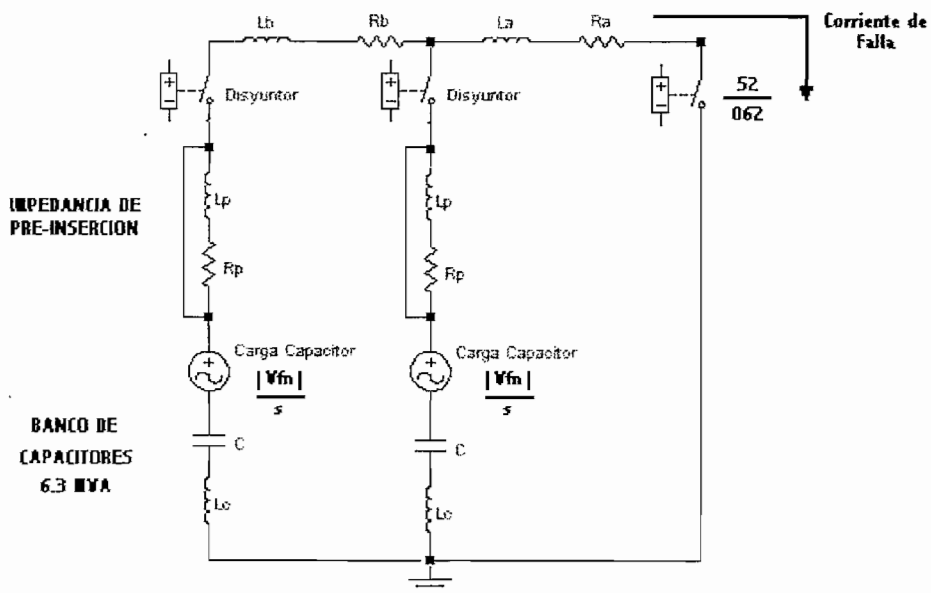 Lb
Rb
La
Ra
Corriente de
Falla
Disyuntor
Disyuntor
52
062
IMPEDANCIA DE
PRE-INSERCION
Lp
Rp
Lp
Rp
Carga Capacitor
|Vfn|
s
Carga Capacitor
|Vfn|
s
BANCO DE
CAPACITORES
6.3 MVA
C
Lc
C
Lc